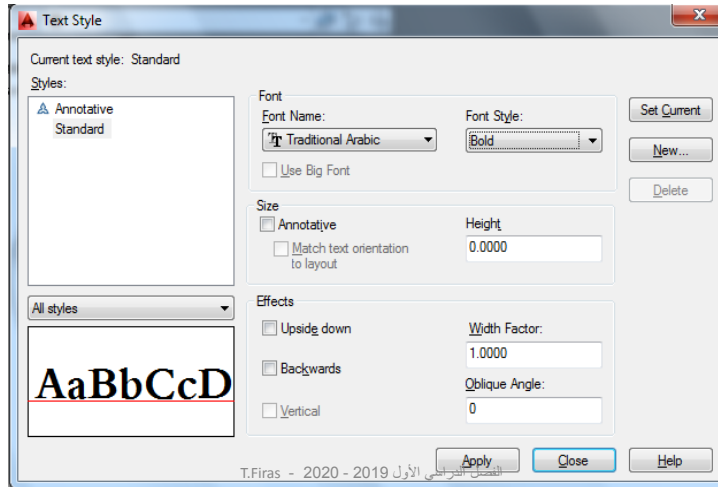 Text Style
Current text style: Standard
Styles:
Annotative
Standard
All styles
AaBbCcD
Font
Font Name:
Traditional Arabic
Use Big Font
Font Style:
Bold
Size
Annotative
Match text orientation
to layout
Height
0.0000
Effects
Upside down
Backwards
Vertical
Width Factor:
1.0000
Oblique Angle:
0
Set Current
New...
Delete
Apply
Close
Help
T.Firas - 2020 - 2019 الفصل الدراسي الأول